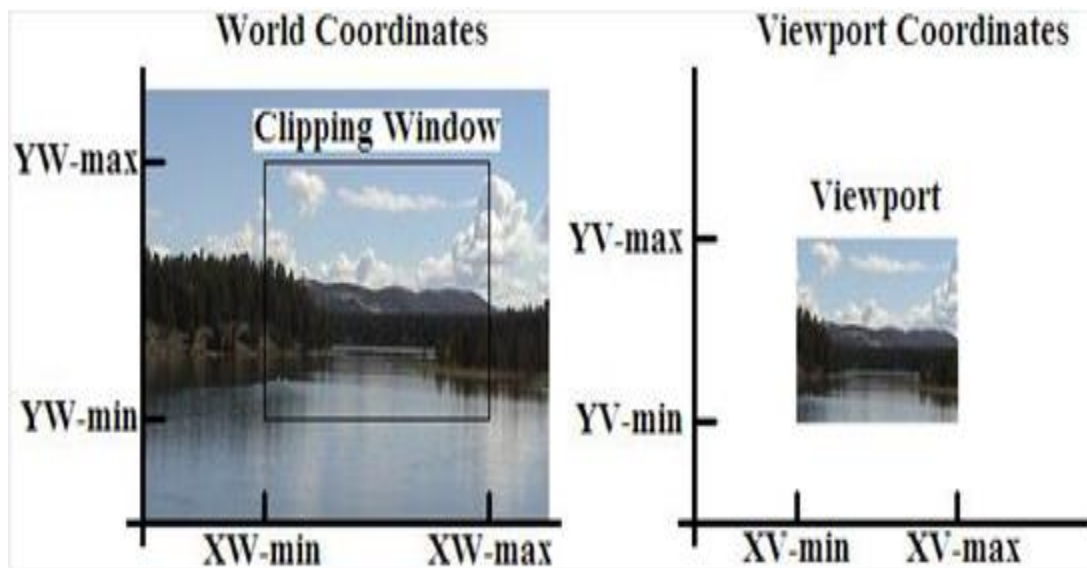 World Coordinates
Clipping Window
YW-max
YW-min
XW-min XW-max
Viewport Coordinates
Viewport
YV-max
YV-min
XV-min XV-max